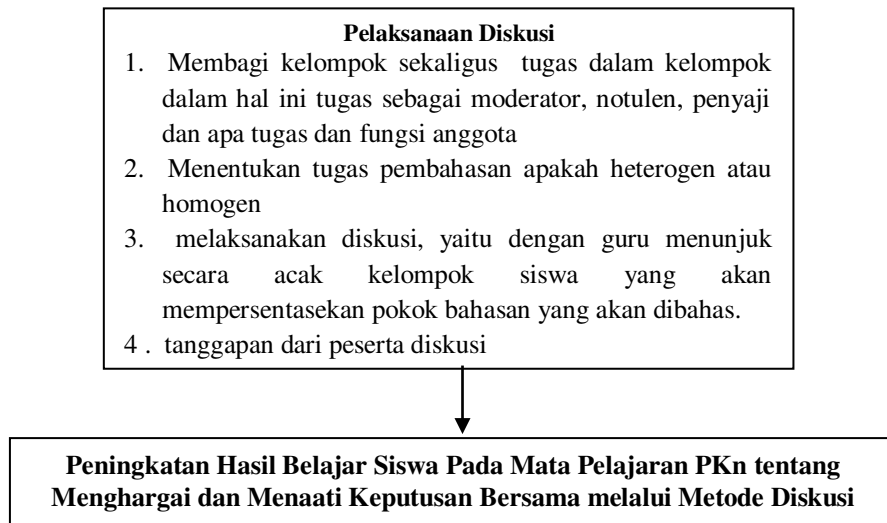 Pelaksanaan Diskusi
1. Membagi kelompok sekaligus tugas dalam kelompok
dalam hal ini tugas sebagai moderator, notulen, penyaji
dan apa tugas dan fungsi anggota
2. Menentukan tugas pembahasan apakah heterogen atau
homogen
3. melaksanakan diskusi, yaitu dengan guru menunjuk
secara acak kelompok siswa yang akan
mempersentasekan pokok bahasan yang akan dibahas.
4 . tanggapan dari peserta diskusi
Peningkatan Hasil Belajar Siswa Pada Mata Pelajaran PKn tentang
Menghargai dan Menaati Keputusan Bersama melalui Metode Diskusi